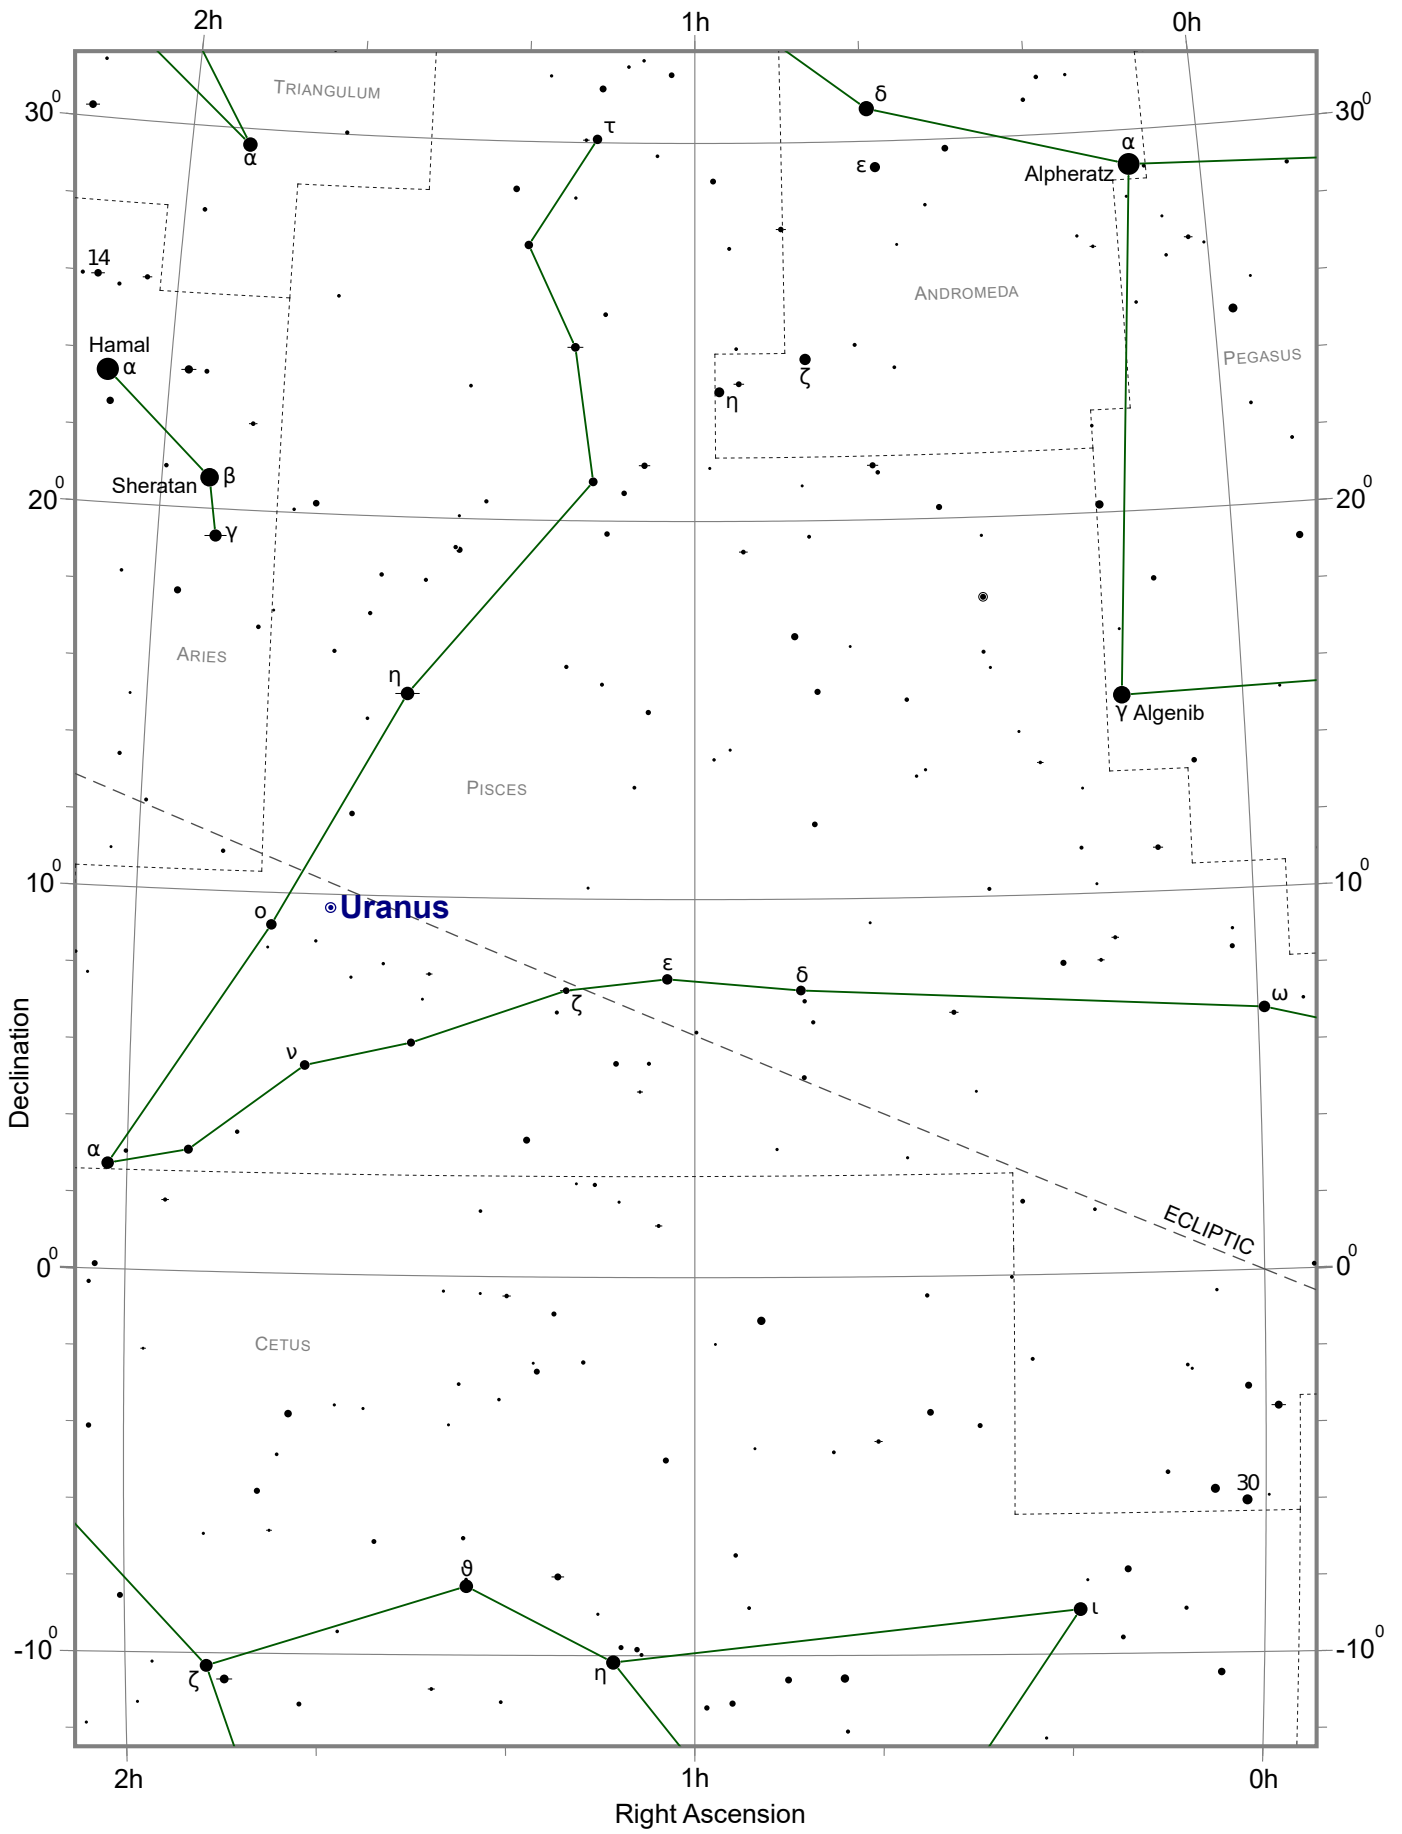 2h 1h 0h
TRIANGULUM
δ
30⁰ τ α 30⁰
α ε Alpheratz
14 ANDROMEDA
Hamal
α PEGASUS
ζ
η
β
Sheratan
20⁰ 20⁰
γ
ARIES
η
γ Algenib
PISCES
10⁰ 10⁰
ο Uranus
ε δ
ζ ω
ν
Declination
α
ECLIPTIC
0⁰ 0⁰
CETUS
30
ϑ
ι
-10⁰ -10⁰
ζ η
2h 1h 0h
Right Ascension